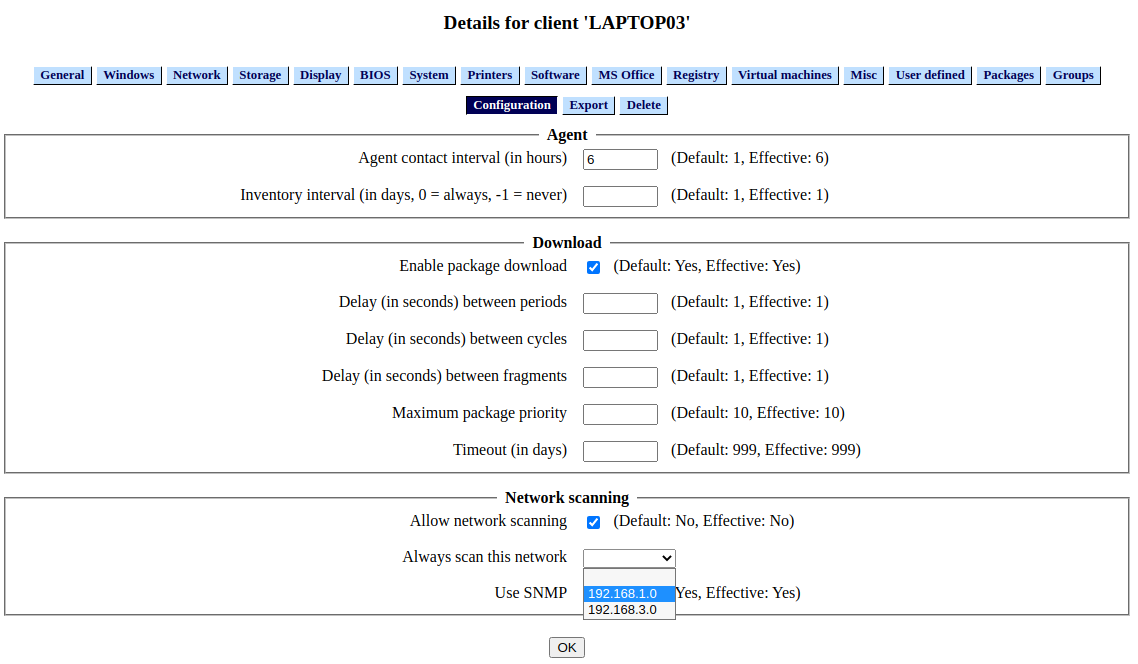 Details for client 'LAPTOP03'
General Windows Network Storage Display BIOS System Printers Software MS Office Registry Virtual machines Misc User defined Packages Groups
Configuration Export Delete
Agent
Agent contact interval (in hours) 6 (Default: 1, Effective: 6)
Inventory interval (in days, 0 = always, -1 = never) (Default: 1, Effective: 1)
Download
Enable package download (Default: Yes, Effective: Yes)
Delay (in seconds) between periods (Default: 1, Effective: 1)
Delay (in seconds) between cycles (Default: 1, Effective: 1)
Delay (in seconds) between fragments (Default: 1, Effective: 1)
Maximum package priority (Default: 10, Effective: 10)
Timeout (in days) (Default: 999, Effective: 999)
Network scanning
Allow network scanning (Default: No, Effective: No)
Always scan this network
Use SNMP 192.168.1.0 Yes, Effective: Yes)
192.168.3.0
OK